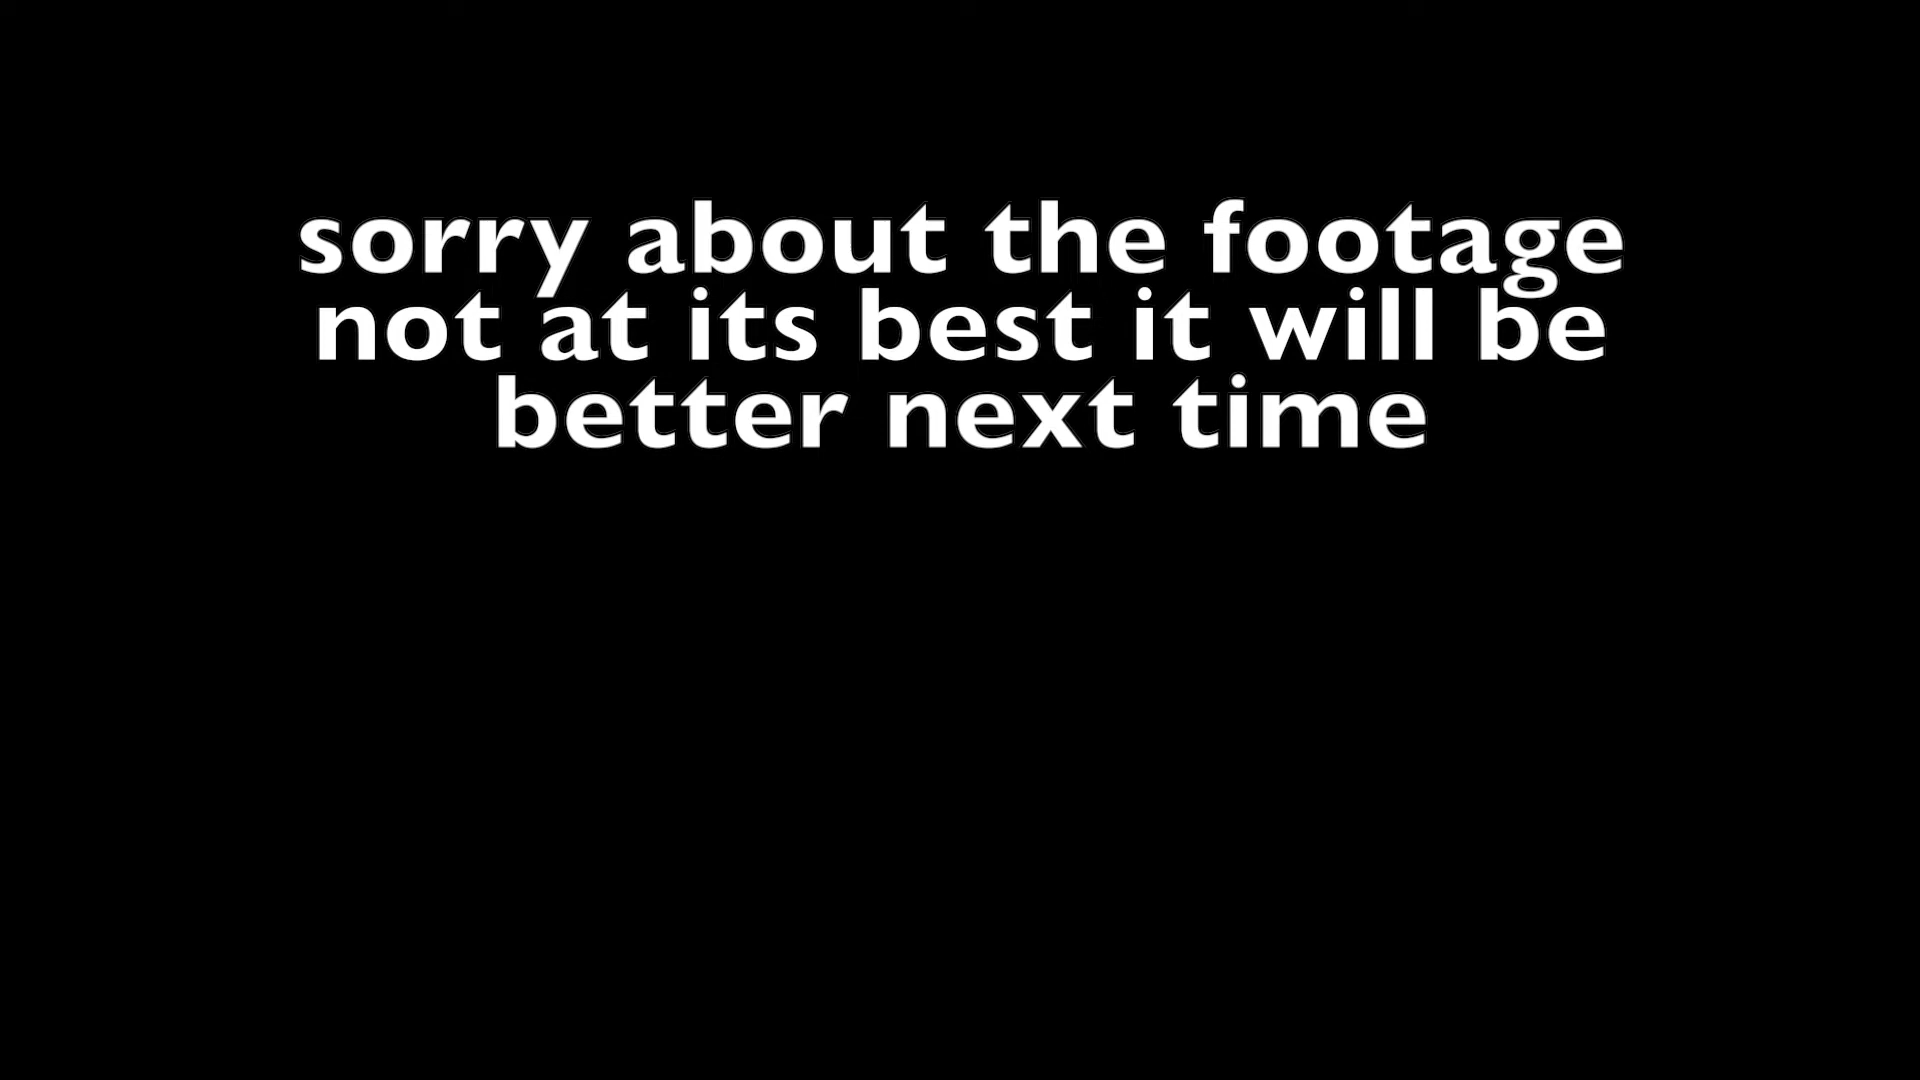 sorry about the footage
not at its best it will be
better next time